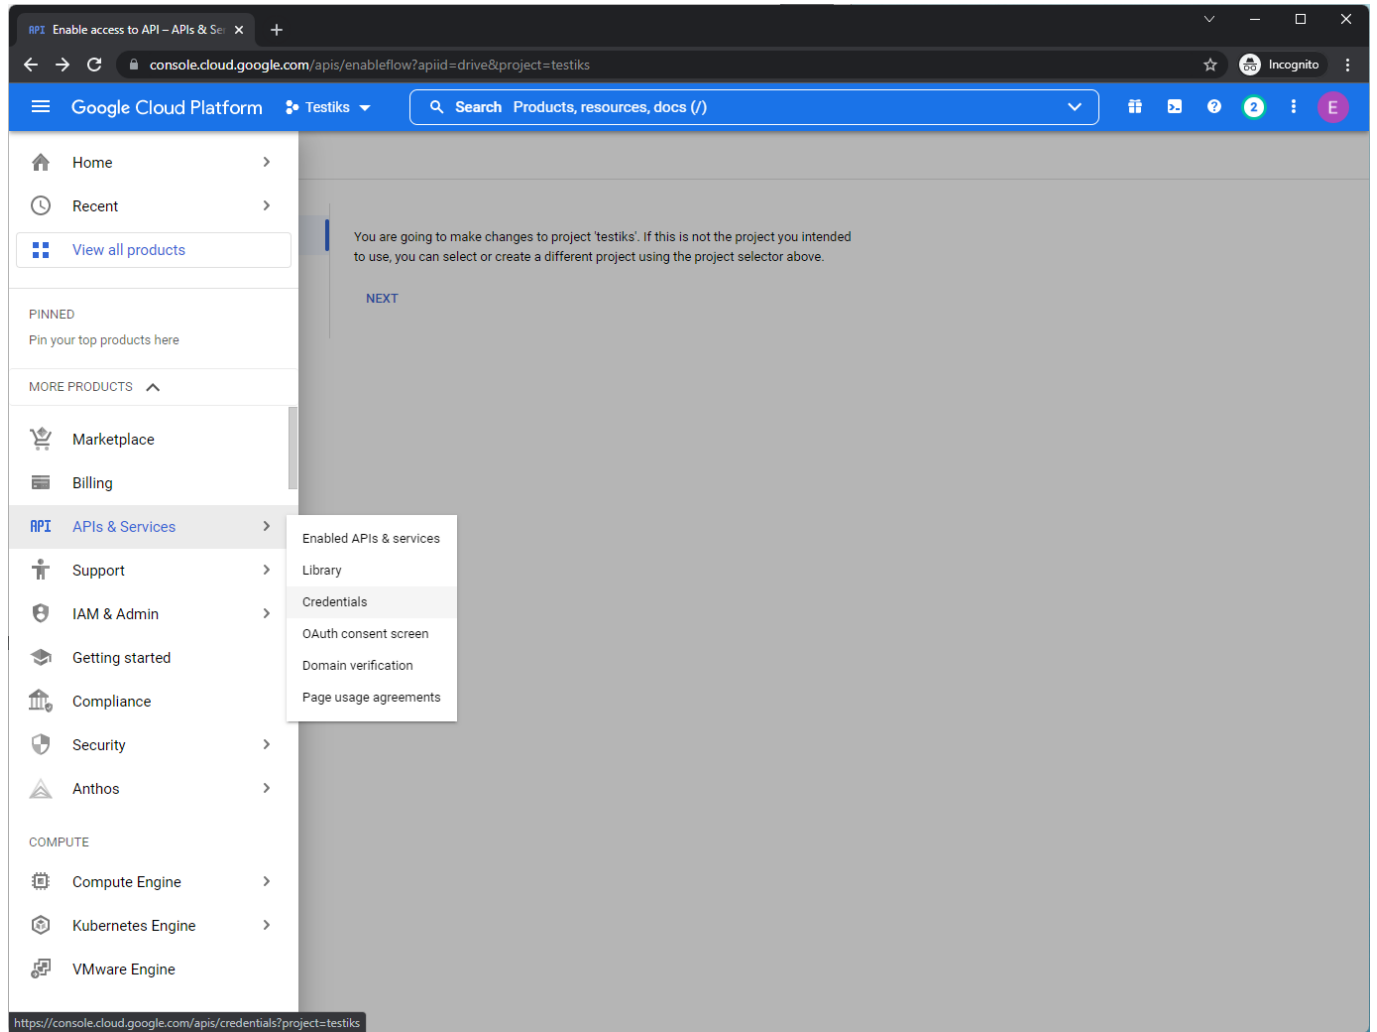 API Enable access to API – APIs & Ser
console.cloud.google.com/apis/enableflow?apiid=drive&project=testiks
Incognito
Google Cloud Platform
Testiks
Search Products, resources, docs (/)
2
E
Home
Recent
View all products
You are going to make changes to project 'testiks'. If this is not the project you intended
to use, you can select or create a different project using the project selector above.
NEXT
PINNED
Pin your top products here
MORE PRODUCTS
Marketplace
Billing
API APIs & Services
Support
IAM & Admin
Getting started
Compliance
Security
Anthos
Enabled APIs & services
Library
Credentials
OAuth consent screen
Domain verification
Page usage agreements
COMPUTE
Compute Engine
Kubernetes Engine
VMware Engine
https://console.cloud.google.com/apis/credentials?project=testiks